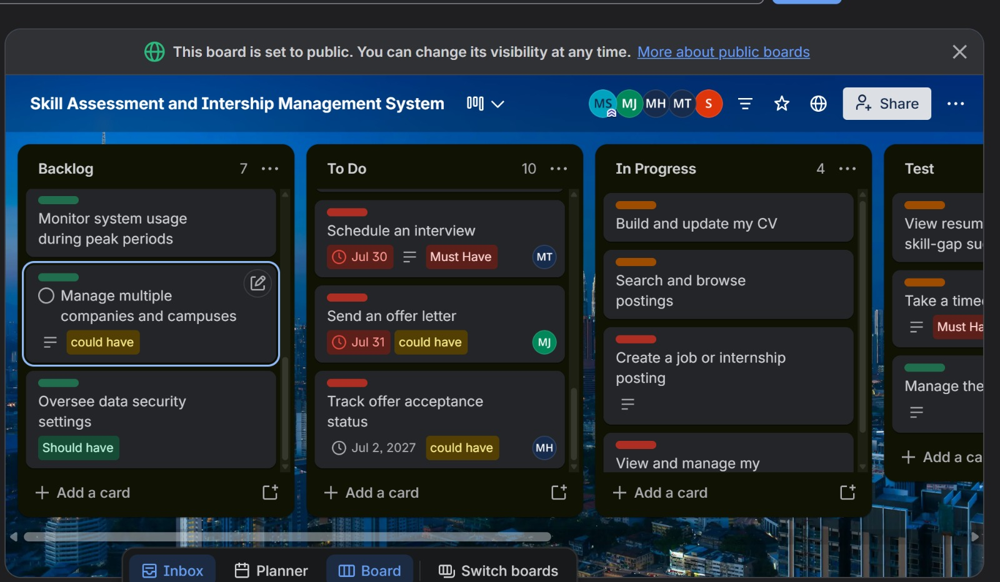 This board is set to public. You can change its visibility at any time. More about public boards
Skill Assessment and Intership Management System
MS MJ MH MT S
Share
Backlog 7
Monitor system usage
during peak periods
Manage multiple
companies and campuses
could have
Oversee data security
settings
Should have
Add a card
To Do 10
Schedule an interview
Jul 30 Must Have MT
Send an offer letter
Jul 31 could have MJ
Track offer acceptance
status
Jul 2, 2027 could have MH
Add a card
In Progress 4
Build and update my CV
Search and browse
postings
Create a job or internship
posting
View and manage my
Add a card
Test
View resum
skill-gap su
Take a time
Must Ha
Manage the
Add a ca
Inbox Planner Board Switch boards